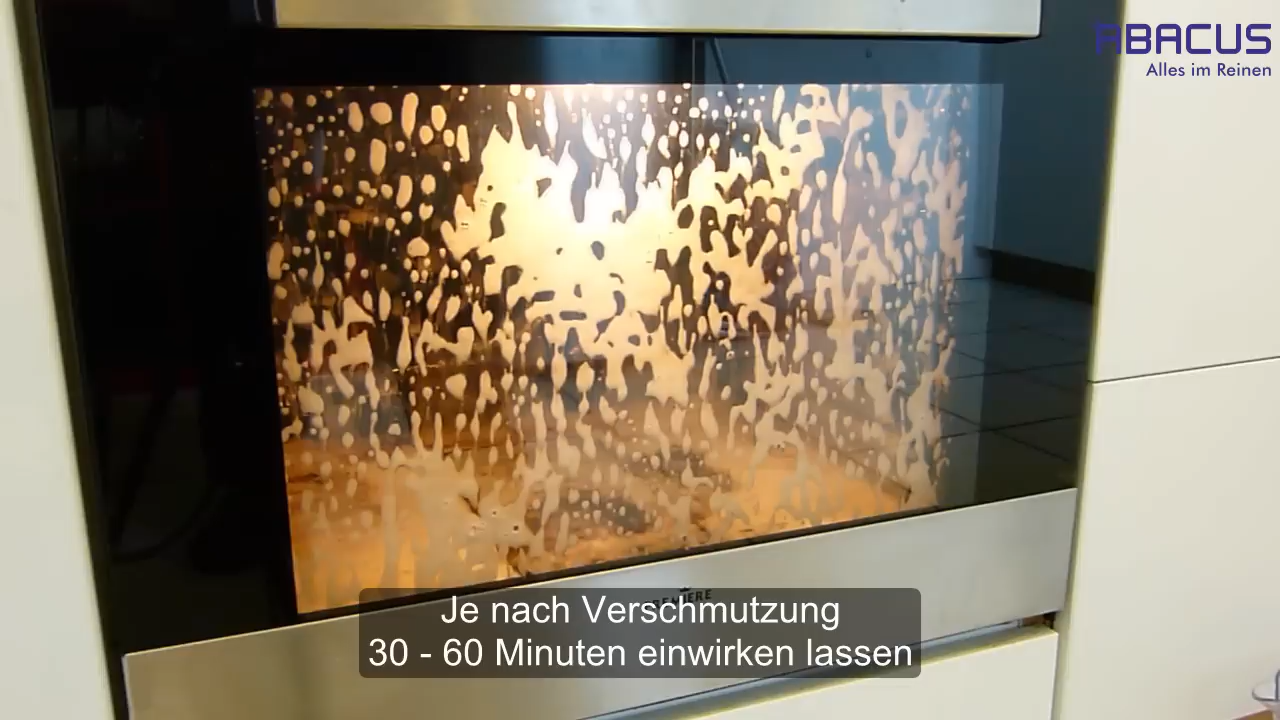 ABACUS
Alles im Reinen
Je nach Verschmutzung
30 - 60 Minuten einwirken lassen